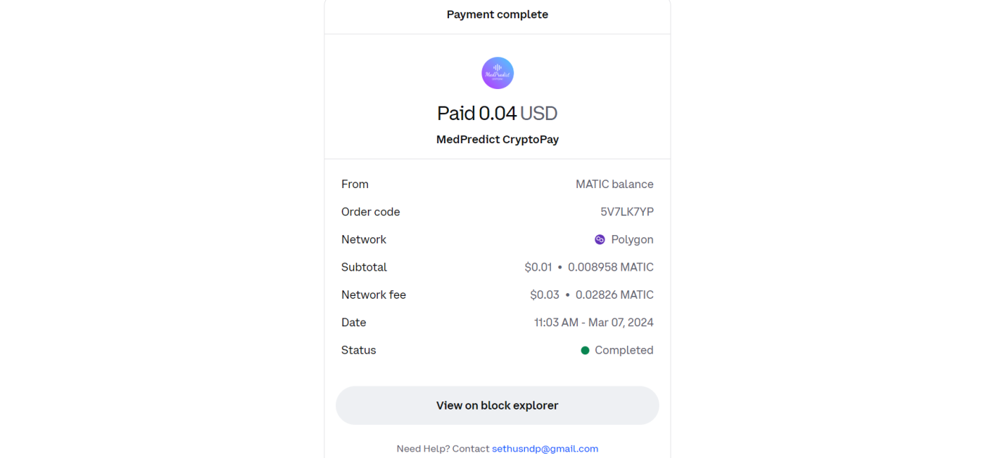 Payment complete
MedPredict
Paid 0.04 USD
MedPredict CryptoPay
From MATIC balance
Order code 5V7LK7YP
Network Polygon
Subtotal $0.01 • 0.008958 MATIC
Network fee $0.03 • 0.02826 MATIC
Date 11:03 AM - Mar 07, 2024
Status Completed
View on block explorer
Need Help? Contact sethusndp@gmail.com